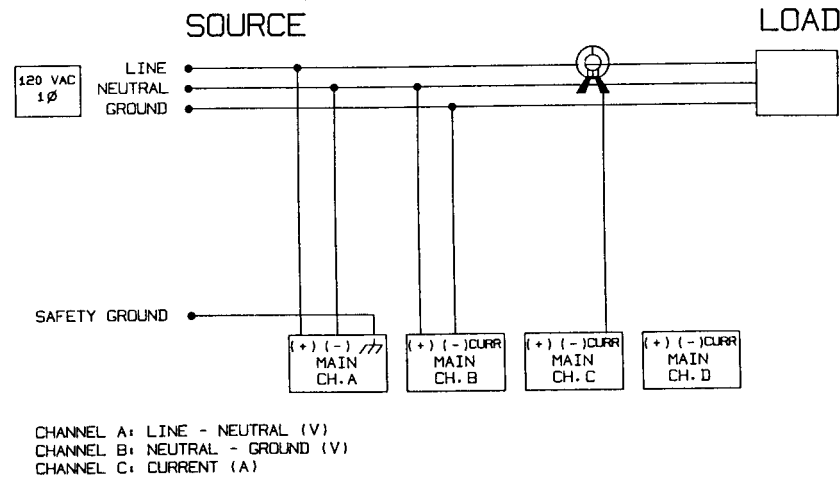 SOURCE
LOAD
120 VAC
1Ø
LINE
NEUTRAL
GROUND
SAFETY GROUND
(+) (-)
MAIN
CH. A
(+) (-)CURR
MAIN
CH. B
(+) (-)CURR
MAIN
CH. C
(+) (-)CURR
MAIN
CH. D
CHANNEL A: LINE - NEUTRAL (V)
CHANNEL B: NEUTRAL - GROUND (V)
CHANNEL C: CURRENT (A)